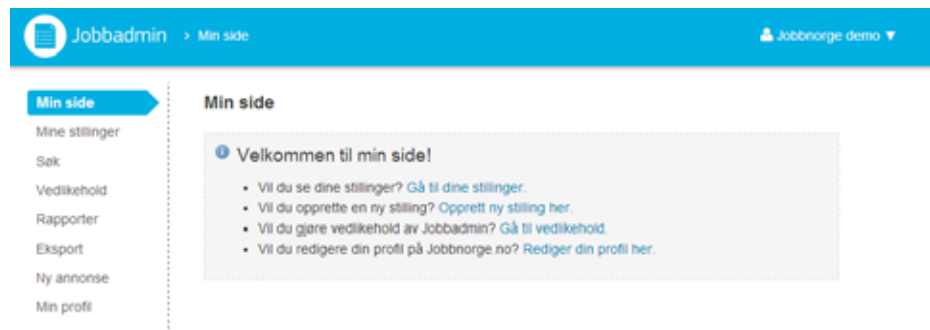 Jobbadmin > Min side
Jobbnorge demo ▼
Min side
Mine stillinger
Søk
Vedlikehold
Rapporter
Eksport
Ny annonse
Min profil
Min side
Velkommen til min side!
• Vil du se dine stillinger? Gå til dine stillinger.
• Vil du opprette en ny stilling? Opprett ny stilling her.
• Vil du gjøre vedlikehold av Jobbadmin? Gå til vedlikehold.
• Vil du redigere din profil på Jobbnorge.no? Rediger din profil her.